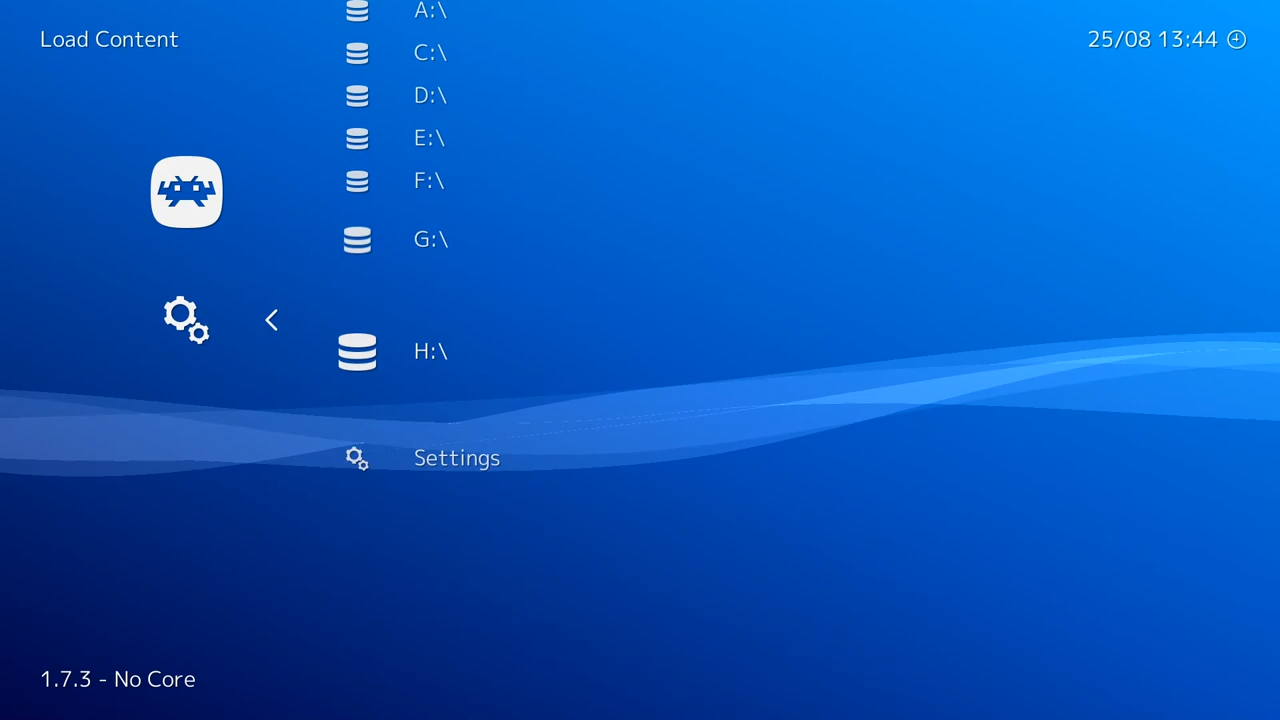 A:\
Load Content
25/08 13:44
C:\
D:\
E:\
F:\
G:\
H:\
Settings
1.7.3 - No Core